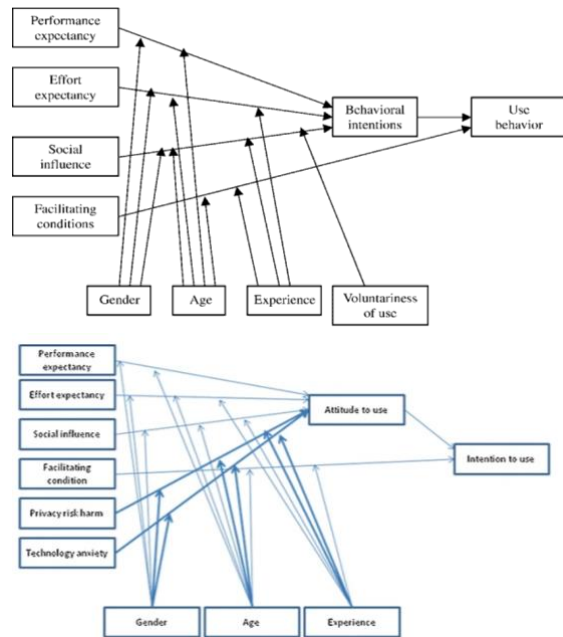 Performance
expectancy
Effort
expectancy
Behavioral
intentions
Use
behavior
Social
influence
Facilitating
conditions
Gender
Age
Experience
Voluntariness
of use
Performance
expectancy
Effort expectancy
Attitude to use
Social influence
Facilitating
condition
Intention to use
Privacy risk harm
Technology anxiety
Gender
Age
Experience